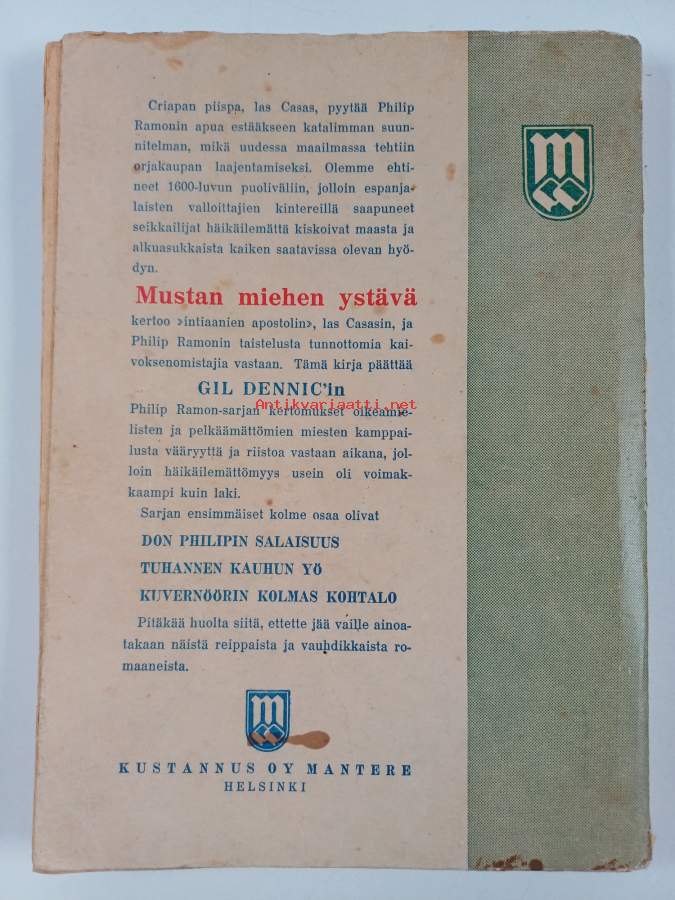 Criapan piispa, las Casas, pyytää Philip
Ramonin apua estääkseen katalimman suun-
nitelman, mikä uudessa maailmassa tehtiin
orjakaupan laajentamiseksi. Olemme ehti-
neet 1600-luvun puoliväliin, jolloin espanja-
laisten valloittajien kintereillä saapuneet
seikkailijat häikäilemättä kiskoivat maasta ja
alkuasukkaista kaiken saatavissa olevan hyö-
dyn.
Mustan miehen ystävä
kertoo »intiaanien apostolin», las Casasin, ja
Philip Ramonin taistelusta tunnottomia kai-
voksenomistajia vastaan. Tämä kirja päättää
GIL DENNIC'in
Antikvariaatti.net
Philip Ramon-sarjan kertomukset oikeamie-
listen ja pelkäämättömien miesten kamppai-
lusta vääryyttä ja riistoa vastaan aikana, jol-
loin häikäilemättömyys usein oli voimak-
kaampi kuin laki.
Sarjan ensimmäiset kolme osaa olivat
DON PHILIPIN SALAISUUS
TUHANNEN KAUHUN YÖ
KUVERNÖÖRIN KOLMAS KOHTALO
Pitäkää huolta siitä, ettette jää vaille ainoa-
takaan näistä reippaista ja vauhdikkaista ro-
maaneista.
KUSTANNUS OY MANTERE
HELSINKI